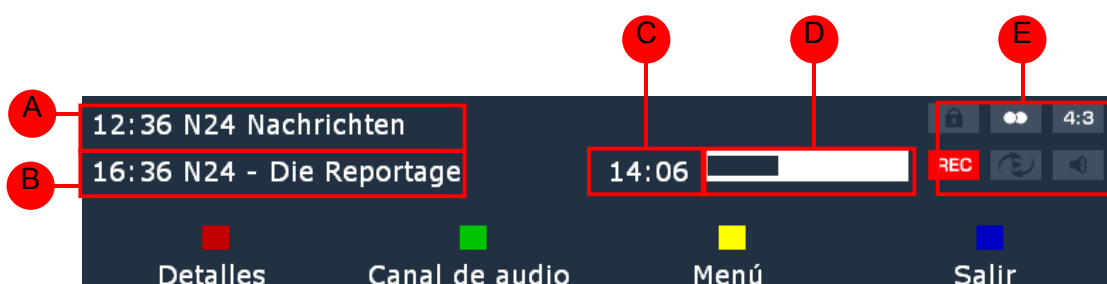 C D E
A
12:36 N24 Nachrichten 4:3
B
16:36 N24 - Die Reportage 14:06 REC
Detalles Canal de audio Menú Salir